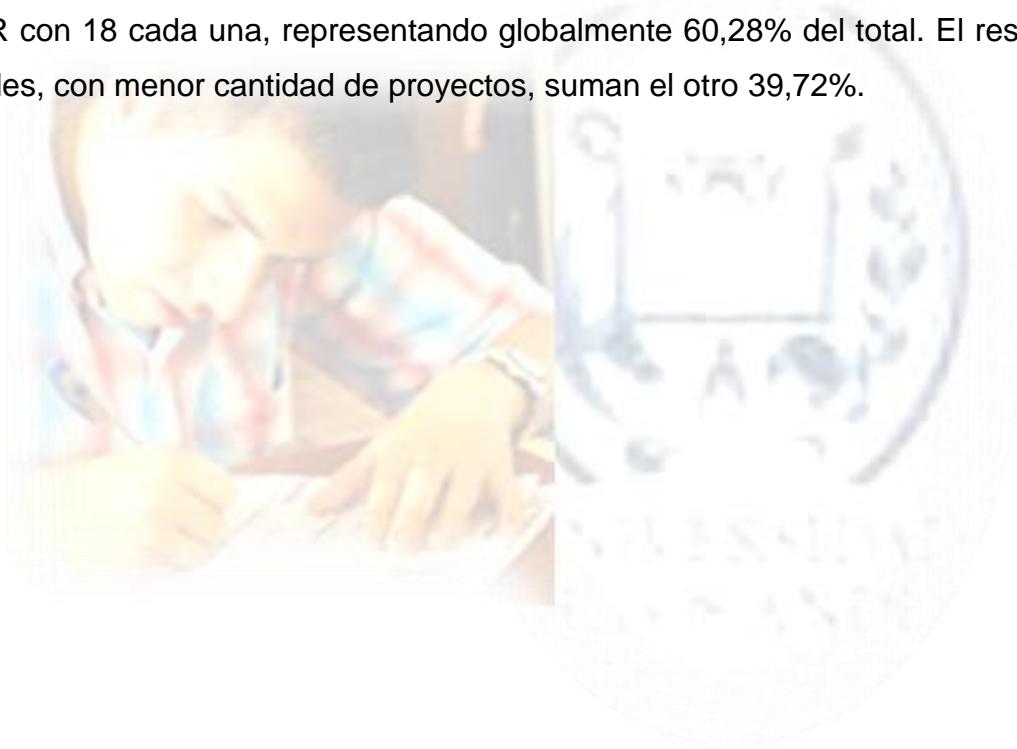 R con 18 cada una, representando globalmente 60,28% del total. El res
les, con menor cantidad de proyectos, suman el otro 39,72%.